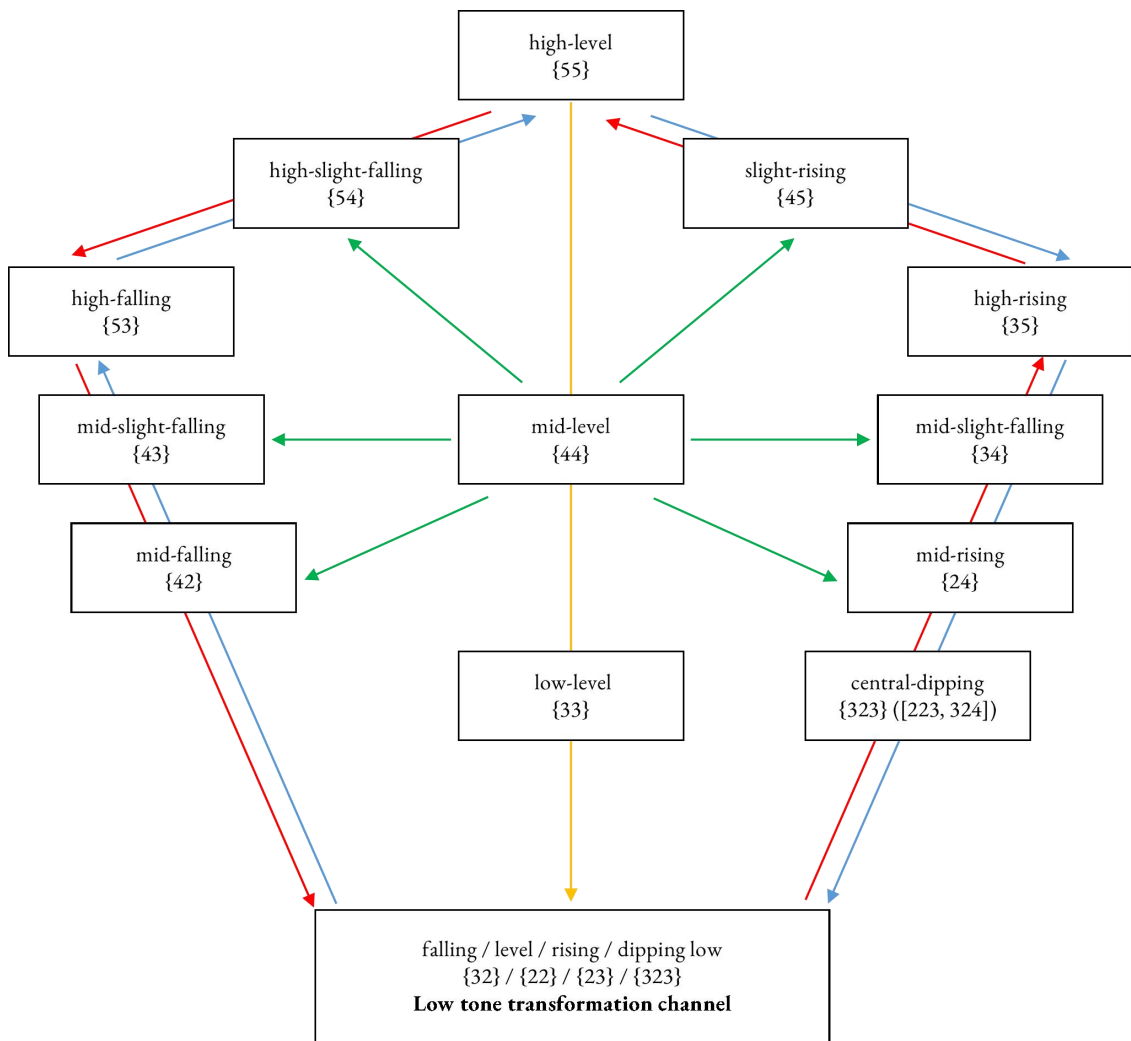 high-level
{55}
high-slight-falling
{54}
slight-rising
{45}
high-falling
{53}
high-rising
{35}
mid-slight-falling
{43}
mid-level
{44}
mid-slight-falling
{34}
mid-falling
{42}
mid-rising
{24}
low-level
{33}
central-dipping
{323} ([223, 324])
falling / level / rising / dipping low
{32} / {22} / {23} / {323}
Low tone transformation channel